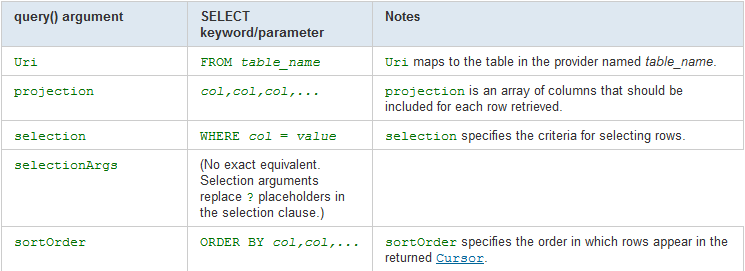 query() argument
SELECT
keyword/parameter
Notes
Uri
FROM table_name
Uri maps to the table in the provider named table_name.
projection
col,col,col,...
projection is an array of columns that should be
included for each row retrieved.
selection
WHERE col = value
selection specifies the criteria for selecting rows.
selectionArgs
(No exact equivalent.
Selection arguments
replace ? placeholders in
the selection clause.)
sortOrder
ORDER BY col,col,...
sortOrder specifies the order in which rows appear in the
returned Cursor.